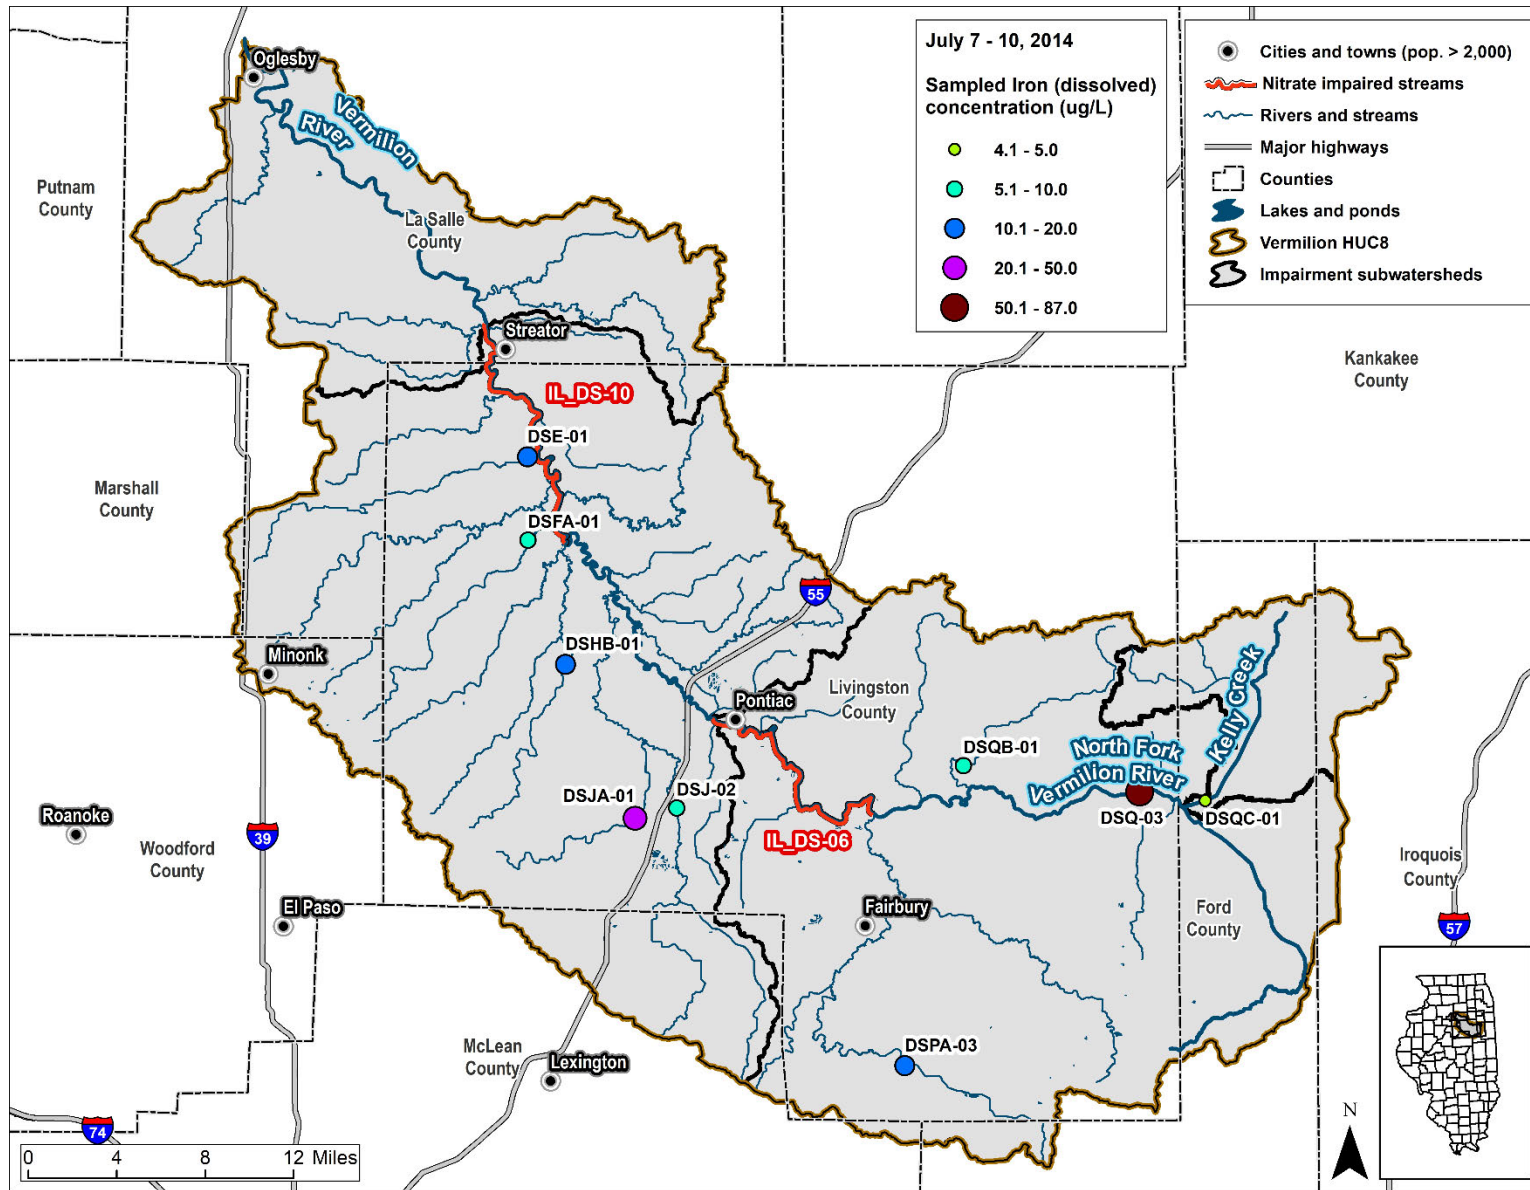 July 7 - 10, 2014
Sampled Iron (dissolved)
concentration (ug/L)
4.1 - 5.0
5.1 - 10.0
10.1 - 20.0
20.1 - 50.0
50.1 - 87.0
Cities and towns (pop. > 2,000)
Nitrate impaired streams
Rivers and streams
Major highways
Counties
Lakes and ponds
Vermilion HUC8
Impairment subwatersheds
Oglesby
Vermilion
River
Putnam
County
La Salle
County
Streator
Kankakee
County
IL_DS-10
DSE-01
Marshall
County
DSFA-01
55
DSHB-01
Minonk
Kelly Creek
Livingston
County
Pontiac
North Fork
Vermilion River
DSQB-01
DSJA-01
DSJ-02
DSQ-03
DSQC-01
Roanoke
39
IL_DS-06
Woodford
County
Iroquois
County
El Paso
Fairbury
Ford
County
57
McLean
County
Lexington
DSPA-03
74
N
0 4 8 12 Miles